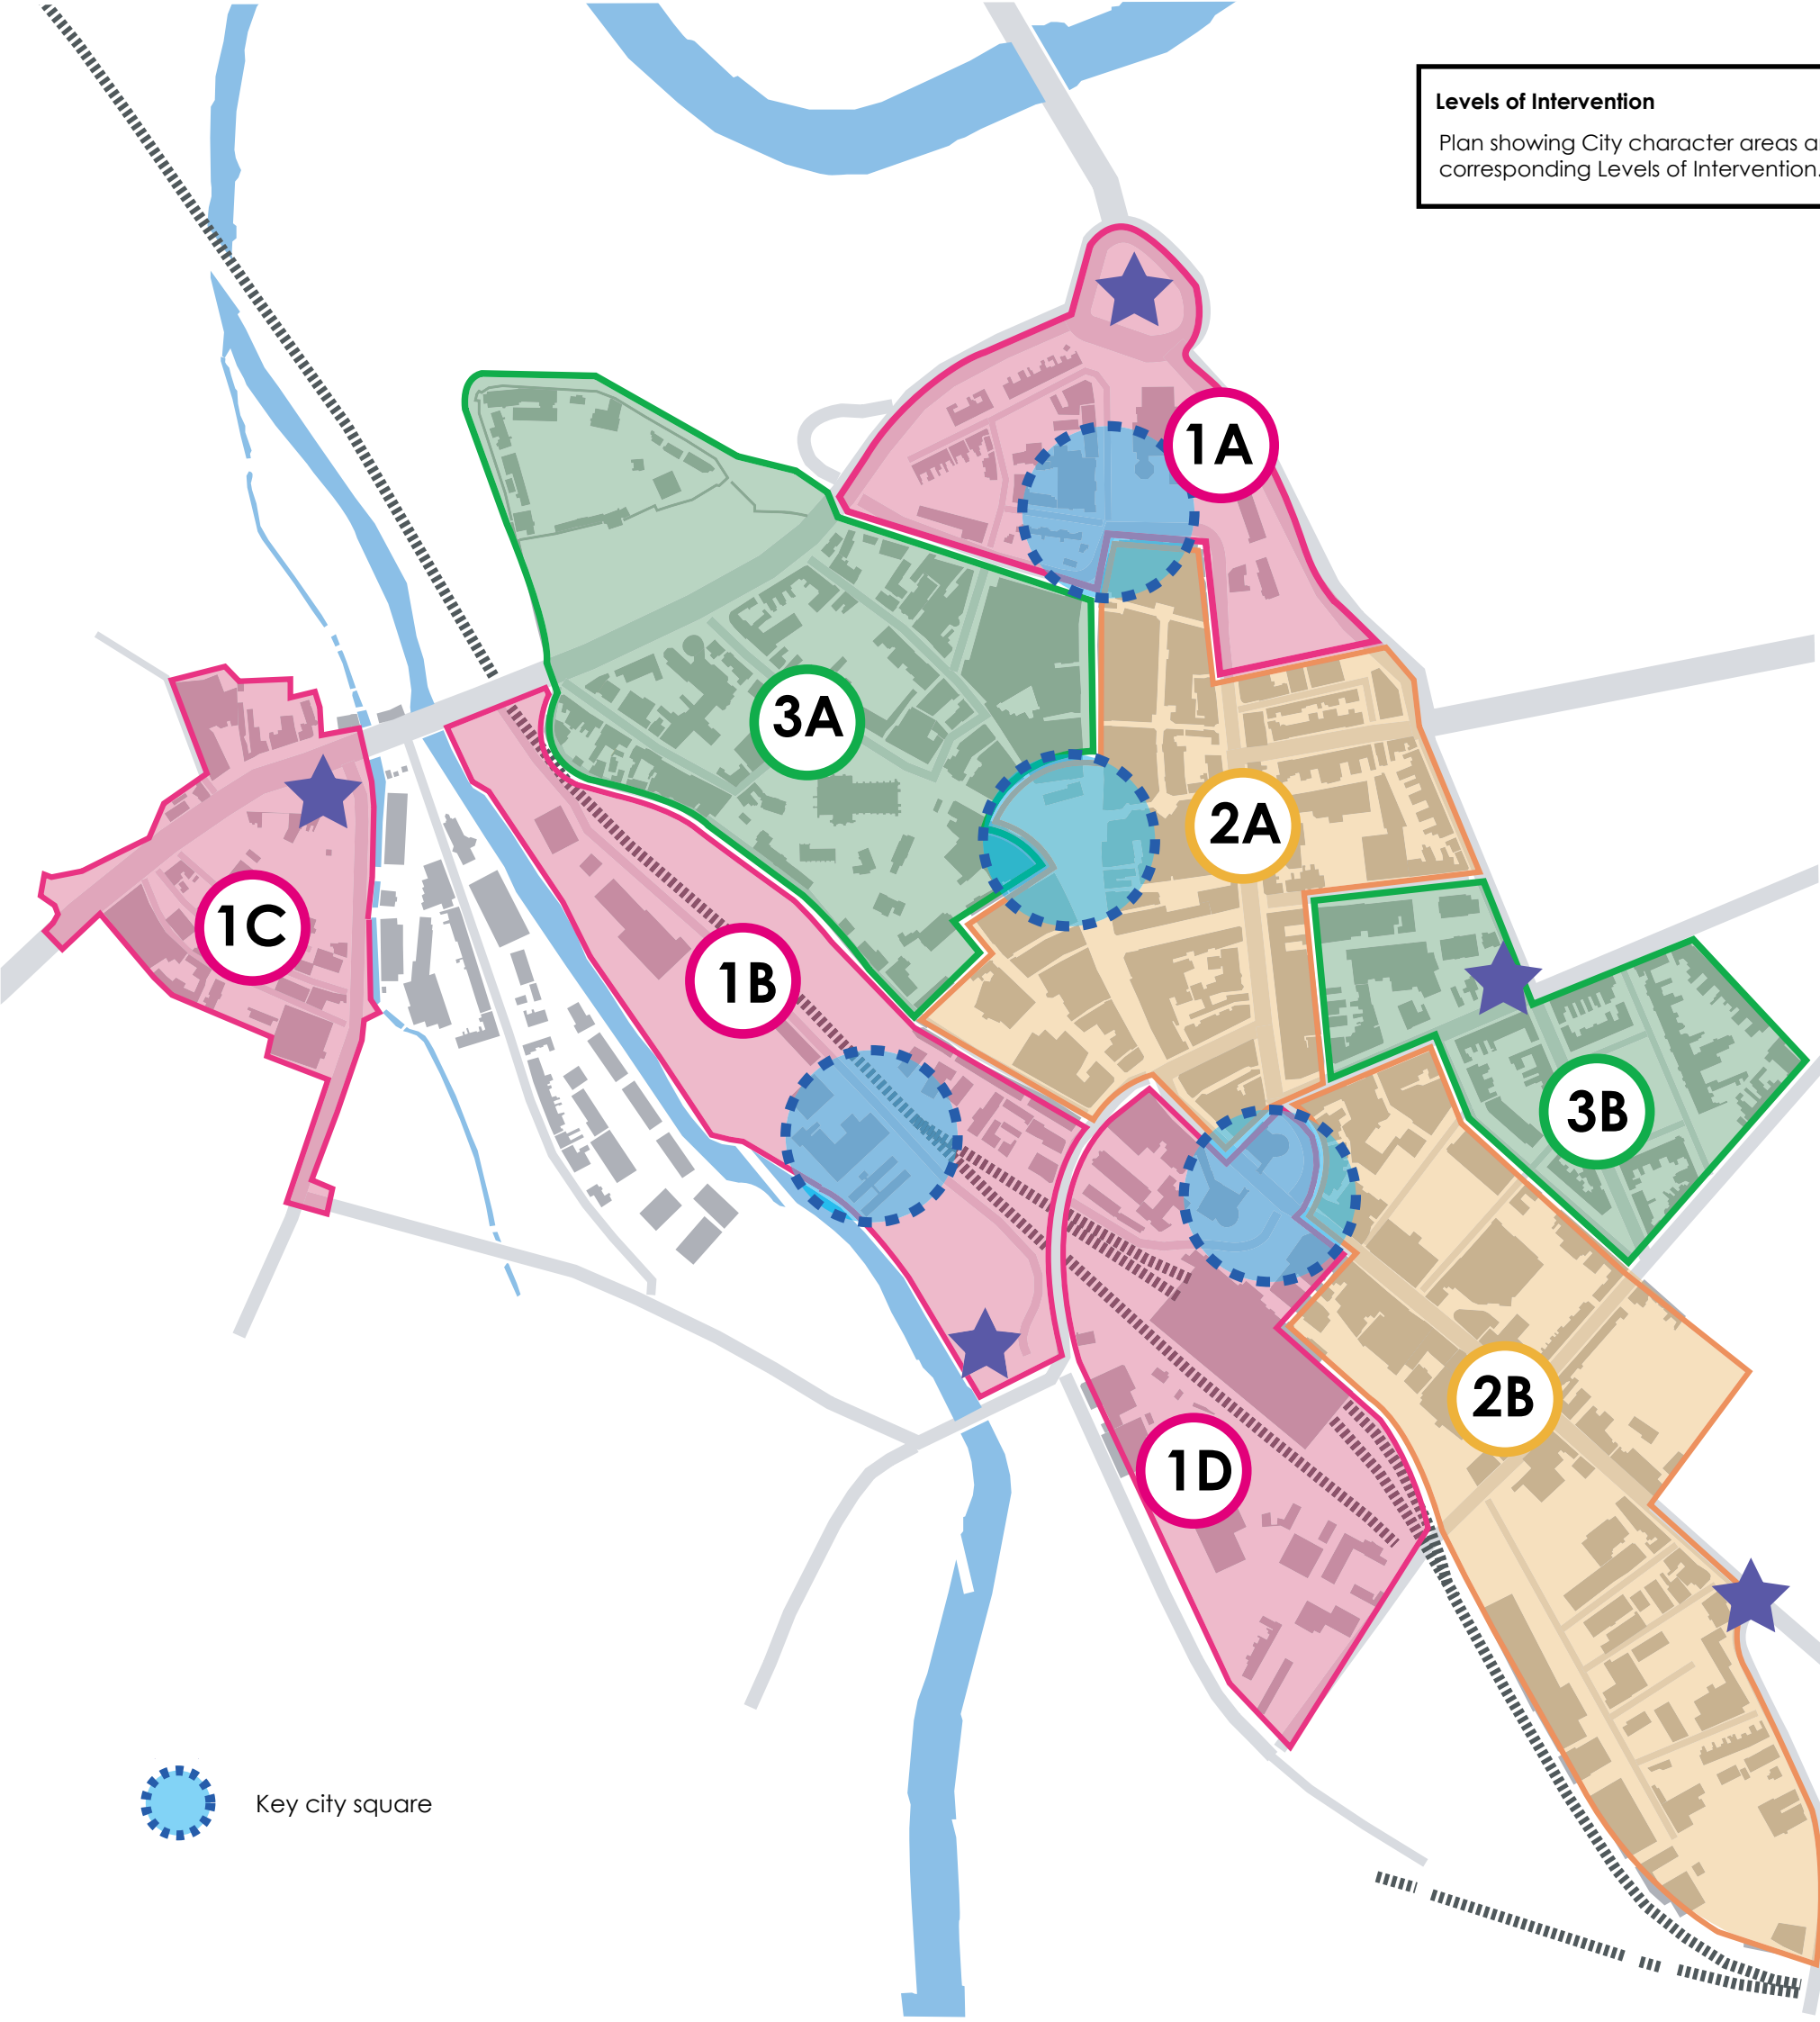 Levels of Intervention
Plan showing City character areas a
corresponding Levels of Intervention.
1A
3A
2A
1C
1B
3B
2B
1D
Key city square